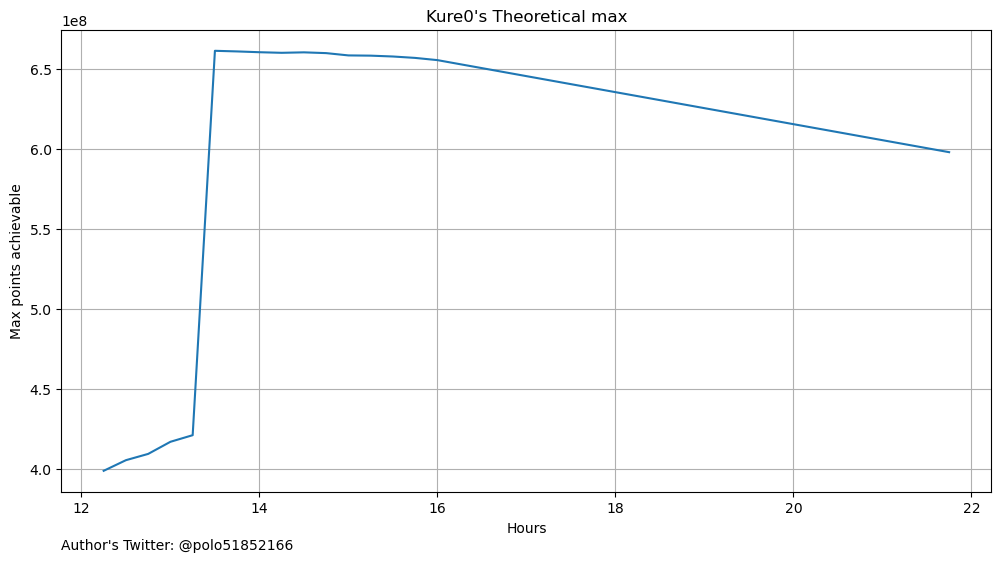 Kure0's Theoretical max
1e8
6.5
6.0
5.5
5.0
4.5
4.0
Max points achievable
12 14 16 18 20 22
Hours
Author's Twitter: @polo51852166